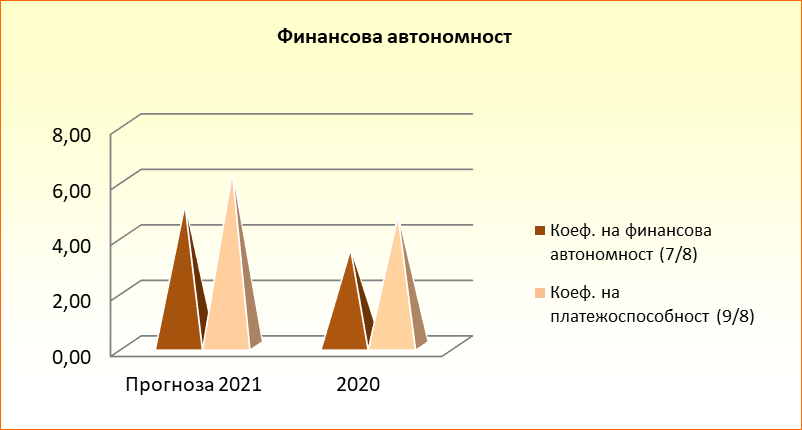 Финансова автономност
8,00
6,00
4,00
2,00
0,00
Прогноза 2021
2020
Коеф. на финансова
автономност (7/8)
Коеф. на
платежоспособност (9/8)